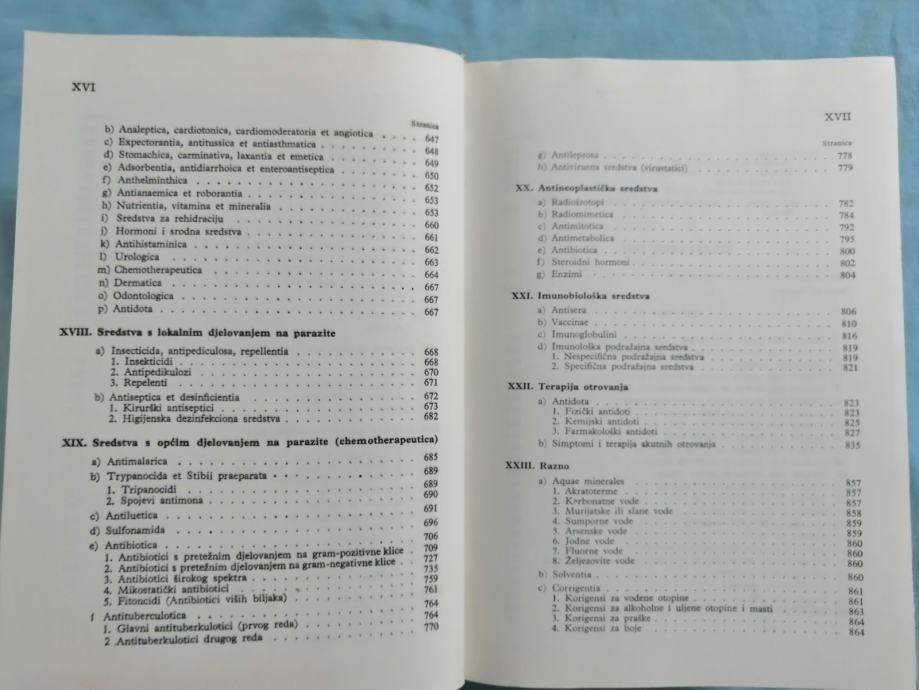 XVI
Stranica
b) Analeptica, cardiotonica, cardiomoderatoria et angiotica . . . . 647
c) Expectorantia, antitussica et antiasthmatica . . . . 648
d) Stomachica, carminativa, laxantia et emetica . . . . 649
e) Adsorbentia, antidiarrhoica et enteroantiseptica . . . . 650
f) Anthelminthica . . . . 652
g) Antianaemica et roborantia . . . . 653
h) Nutrientia, vitamina et mineralia . . . . 653
i) Sredstva za rehidraciju . . . . 660
j) Hormoni i srodna sredstva . . . . 661
k) Antihistaminica . . . . 662
l) Urologica . . . . 663
m) Chemotherapeutica . . . . 664
n) Dermatica . . . . 667
o) Odontologica . . . . 667
p) Antidota . . . . 667
XVIII. Sredstva s lokalnim djelovanjem na parazite
a) Insecticida, antipediculosa, repellentia . . . . 668
1. Insekticidi . . . . 668
2. Antipedikulozi . . . . 670
3. Repelenti . . . . 671
b) Antiseptica et desinficientia . . . . 672
1. Kirurški antiseptici . . . . 673
2. Higijenska dezinfekciona sredstva . . . . 682
XIX. Sredstva s općim djelovanjem na parazite (chemotherapeutica)
a) Antimalarica . . . . 685
b) Trypanocida et Stibii praeparata . . . . 689
1. Tripanocidi . . . . 689
2. Spojevi antimona . . . . 690
c) Antiluetica . . . . 691
d) Sulfonamida . . . . 696
e) Antibiotica . . . . 706
1. Antibiotici s pretežnim djelovanjem na gram-pozitivne klice . 709
2. Antibiotici s pretežnim djelovanjem na gram-negativne klice . 727
3. Antibiotici širokog spektra . . . . 735
4. Mikostatički antibiotici . . . . 759
5. Fitoncidi (Antibiotici viših biljaka) . . . . 761
f Antituberculotica . . . . 764
1. Glavni antituberkulotici (prvog reda) . . . . 764
2 Antituberkulotici drugog reda . . . . 770
XVII
Stranica
g) Antileprosa . . . . 778
h) Antivirusna sredstva (virustatici) . . . . 779
XX. Antineoplastička sredstva
a) Radioizotopi . . . . 782
b) Radiomimetica . . . . 784
c) Antimitotica . . . . 792
d) Antimetabolica . . . . 795
e) Antibiotica . . . . 800
f) Steroidni hormoni . . . . 802
g) Enzimi . . . . 804
XXI. Imunobiološka sredstva
a) Antisera . . . . 806
b) Vaccinae . . . . 810
c) Imunoglobulini . . . . 816
d) Imunološka podražajna sredstva . . . . 819
1. Nespecifična podražajna sredstva . . . . 819
2. Specifična podražajna sredstva . . . . 821
XXII. Terapija otrovanja
a) Antidota . . . . 823
1. Fizički antidoti . . . . 823
2. Kemijski antidoti . . . . 825
3. Farmakološki antidoti . . . . 827
b) Simptomi i terapija akutnih otrovanja . . . . 835
XXIII. Razno
a) Aquae minerales . . . . 857
1. Akratoterme . . . . 857
2. Karbonatne vode . . . . 857
3. Murijatske ili slane vode . . . . 858
4. Sumporne vode . . . . 859
5. Arsenske vode . . . . 859
6. Jodne vode . . . . 860
7. Fluorne vode . . . . 860
8. Željezovite vode . . . . 860
b) Solventia . . . . 860
c) Corrigentia . . . . 861
1. Korigensi za vodene otopine . . . . 861
2. Korigensi za alkoholne i uljene otopine i masti . . . . 863
3. Korigensi za praške . . . . 864
4. Korigensi za boje . . . . 864